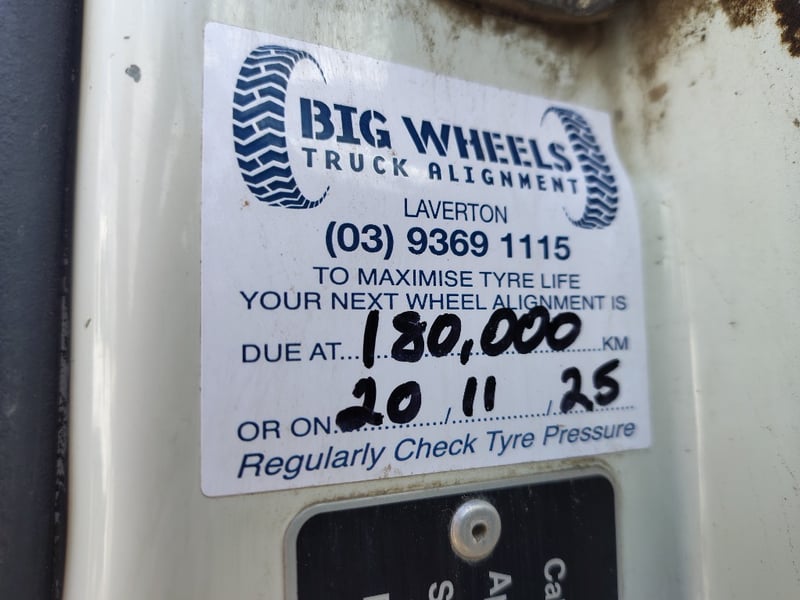 BIG WHEELS
TRUCK ALIGNMENT
LAVERTON
(03) 9369 1115
TO MAXIMISE TYRE LIFE
YOUR NEXT WHEEL ALIGNMENT IS
DUE AT...180,000...KM
OR ON...20.../...11.../...25...
Regularly Check Tyre Pressure